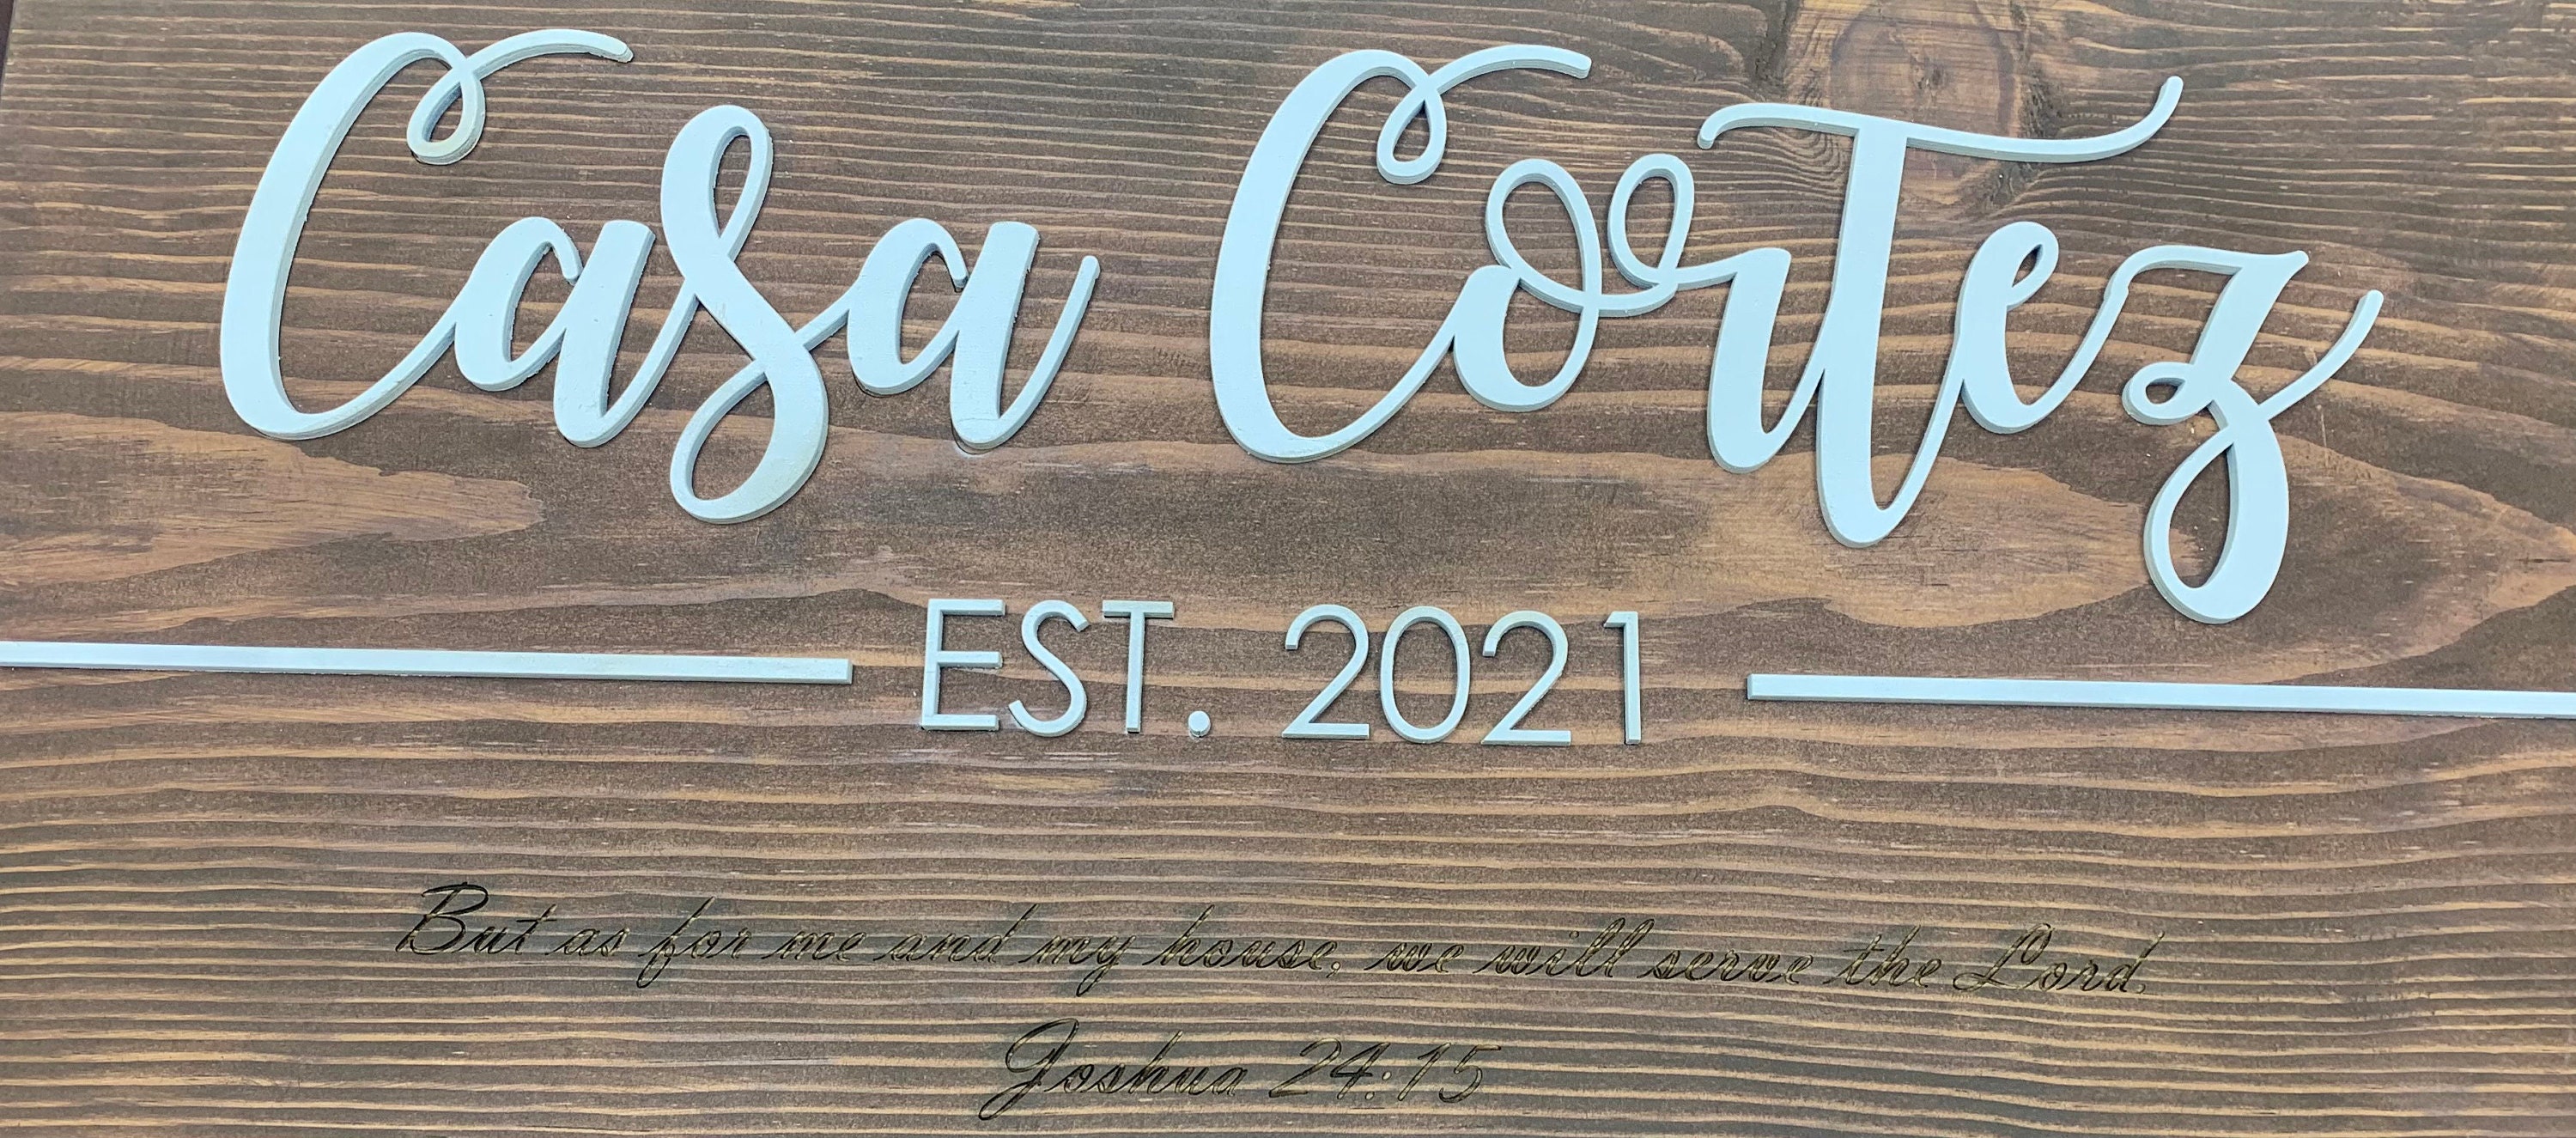 Casa Cortez
EST. 2021
But as for me and my house, we will serve the Lord.
Joshua 24:15